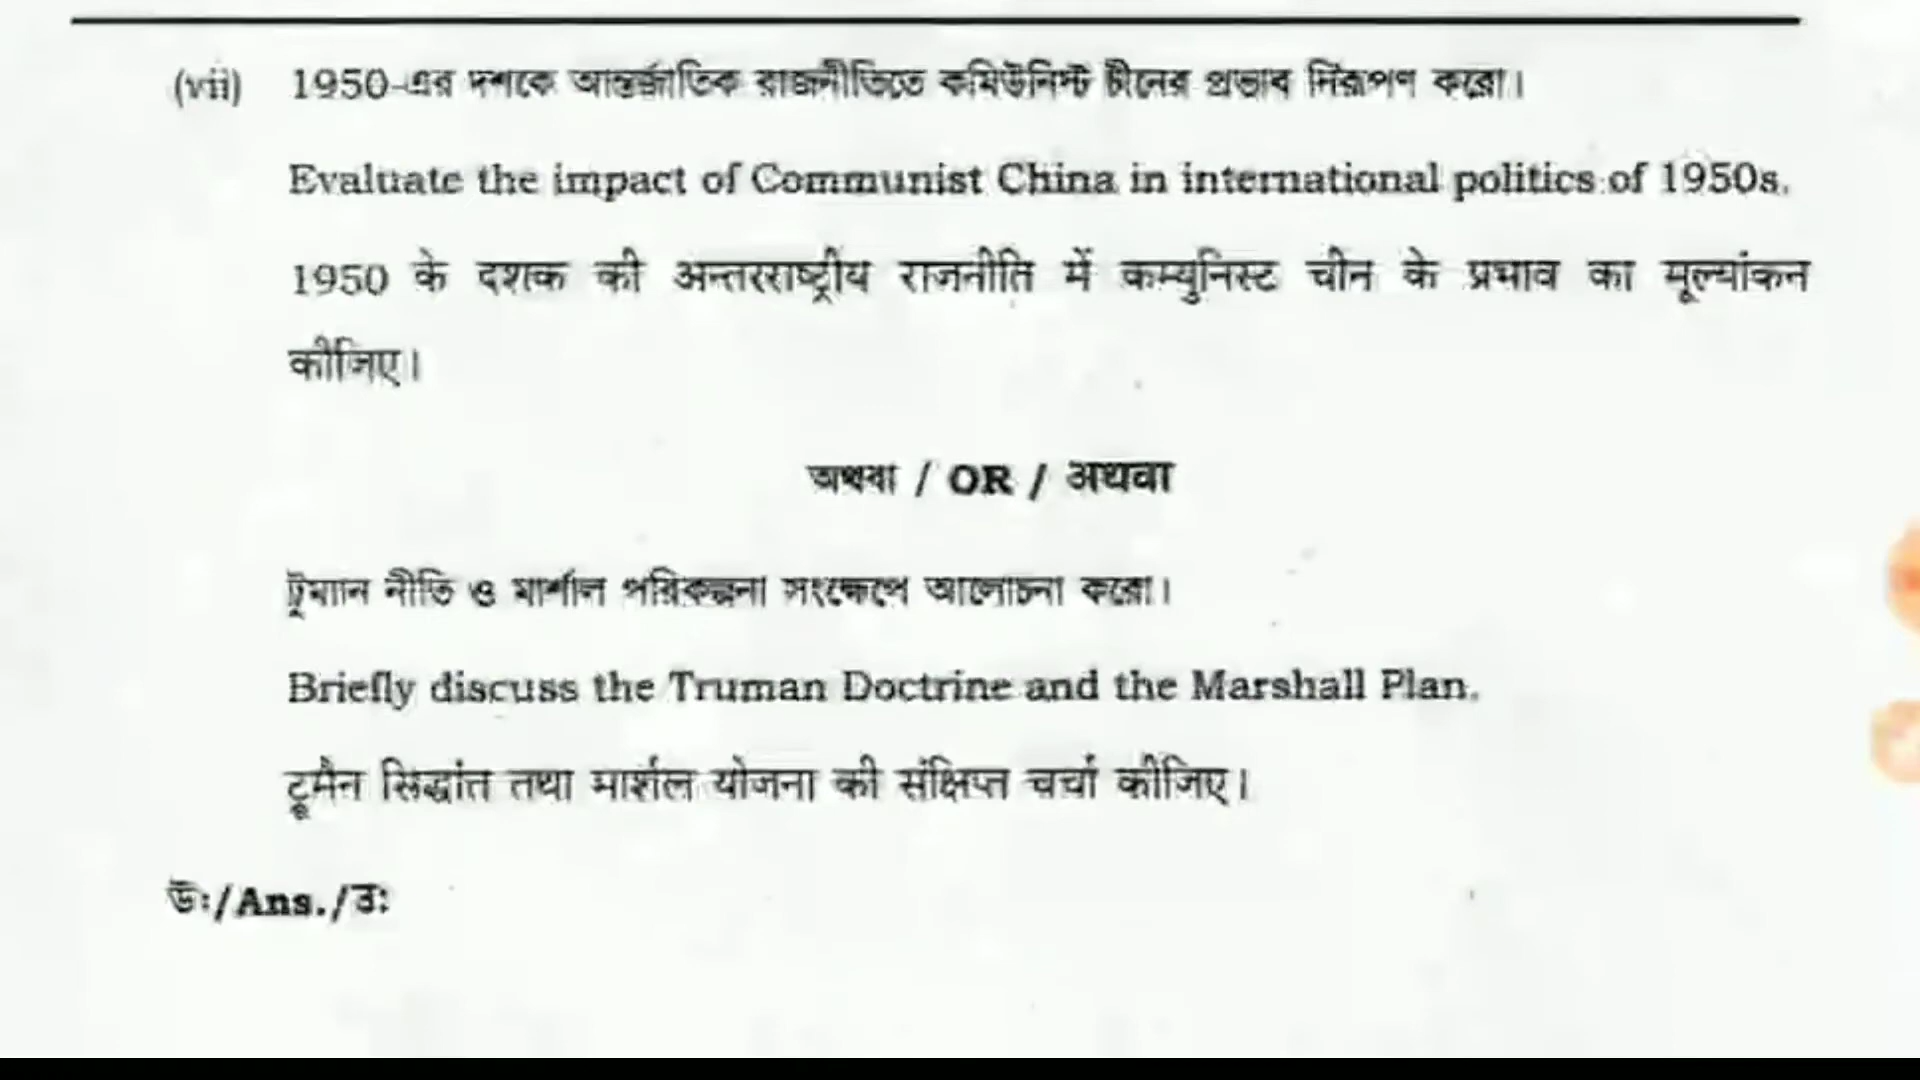 (vii) 1950-এর দশকে আন্তর্জাতিক রাজনীতিতে কমিউনিস্ট চীনের প্রভাব নিরূপণ করো।
Evaluate the impact of Communist China in international politics of 1950s.
1950 के दशक की अन्तरराष्ट्रीय राजनीति में कम्युनिस्ट चीन के प्रभाव का मूल्यांकन
कीजिए।
অথবা / OR / अथवा
ট্রুম্যান নীতি ও মার্শাল পরিকল্পনা সংক্ষেপে আলোচনা করো।
Briefly discuss the Truman Doctrine and the Marshall Plan.
ट्रूमैन सिद्धांत तथा मार्शल योजना की संक्षिप्त चर्चा कीजिए।
উঃ/Ans./उः